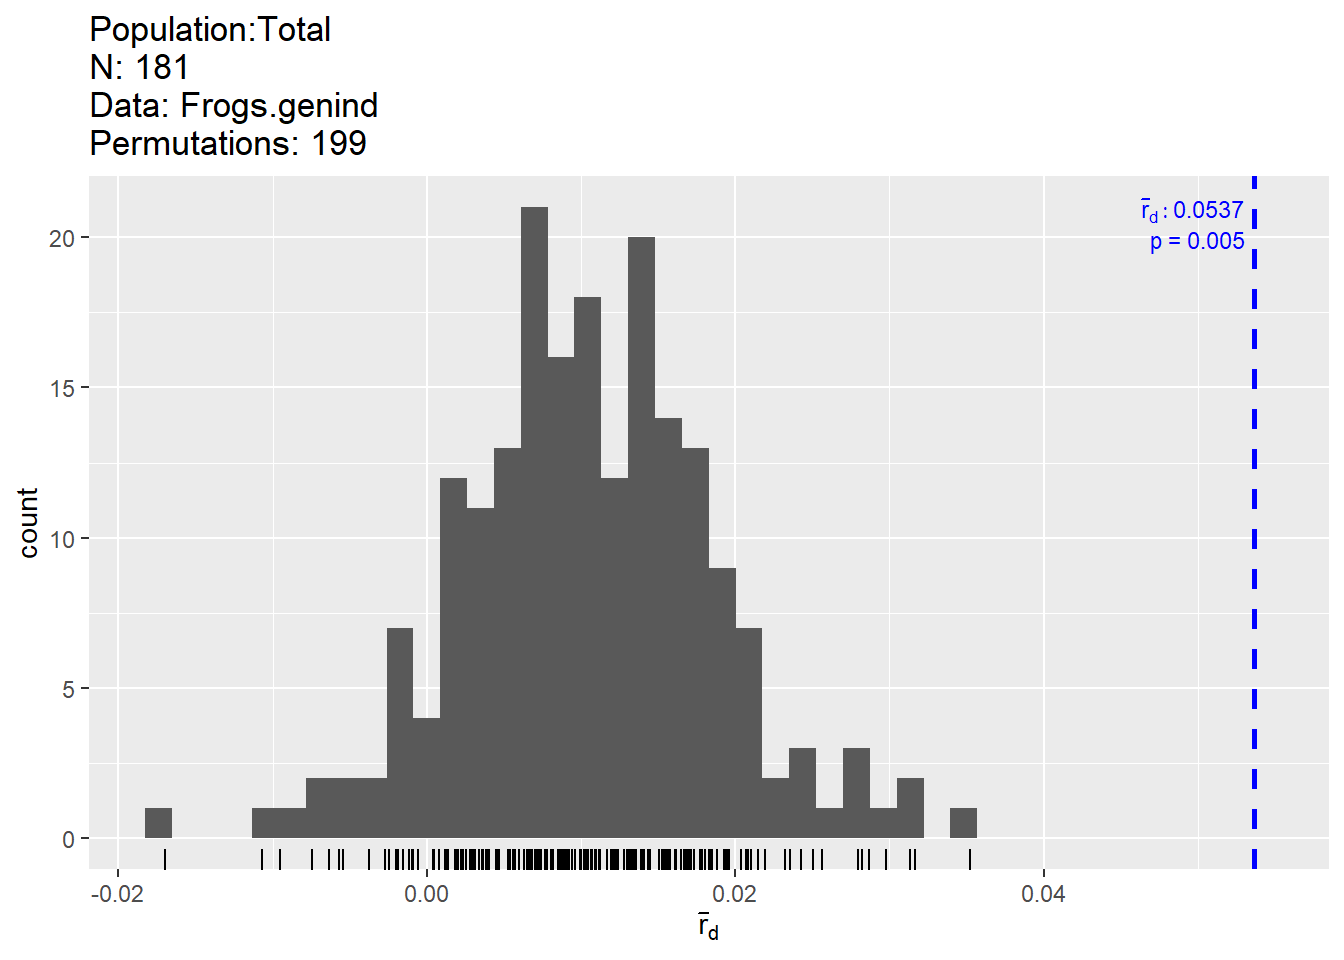 Population:Total
N: 181
Data: Frogs.genind
Permutations: 199
r̄d : 0.0537
p = 0.005
20
15
10
5
0
count
-0.02 0.00 0.02 0.04
r̄d